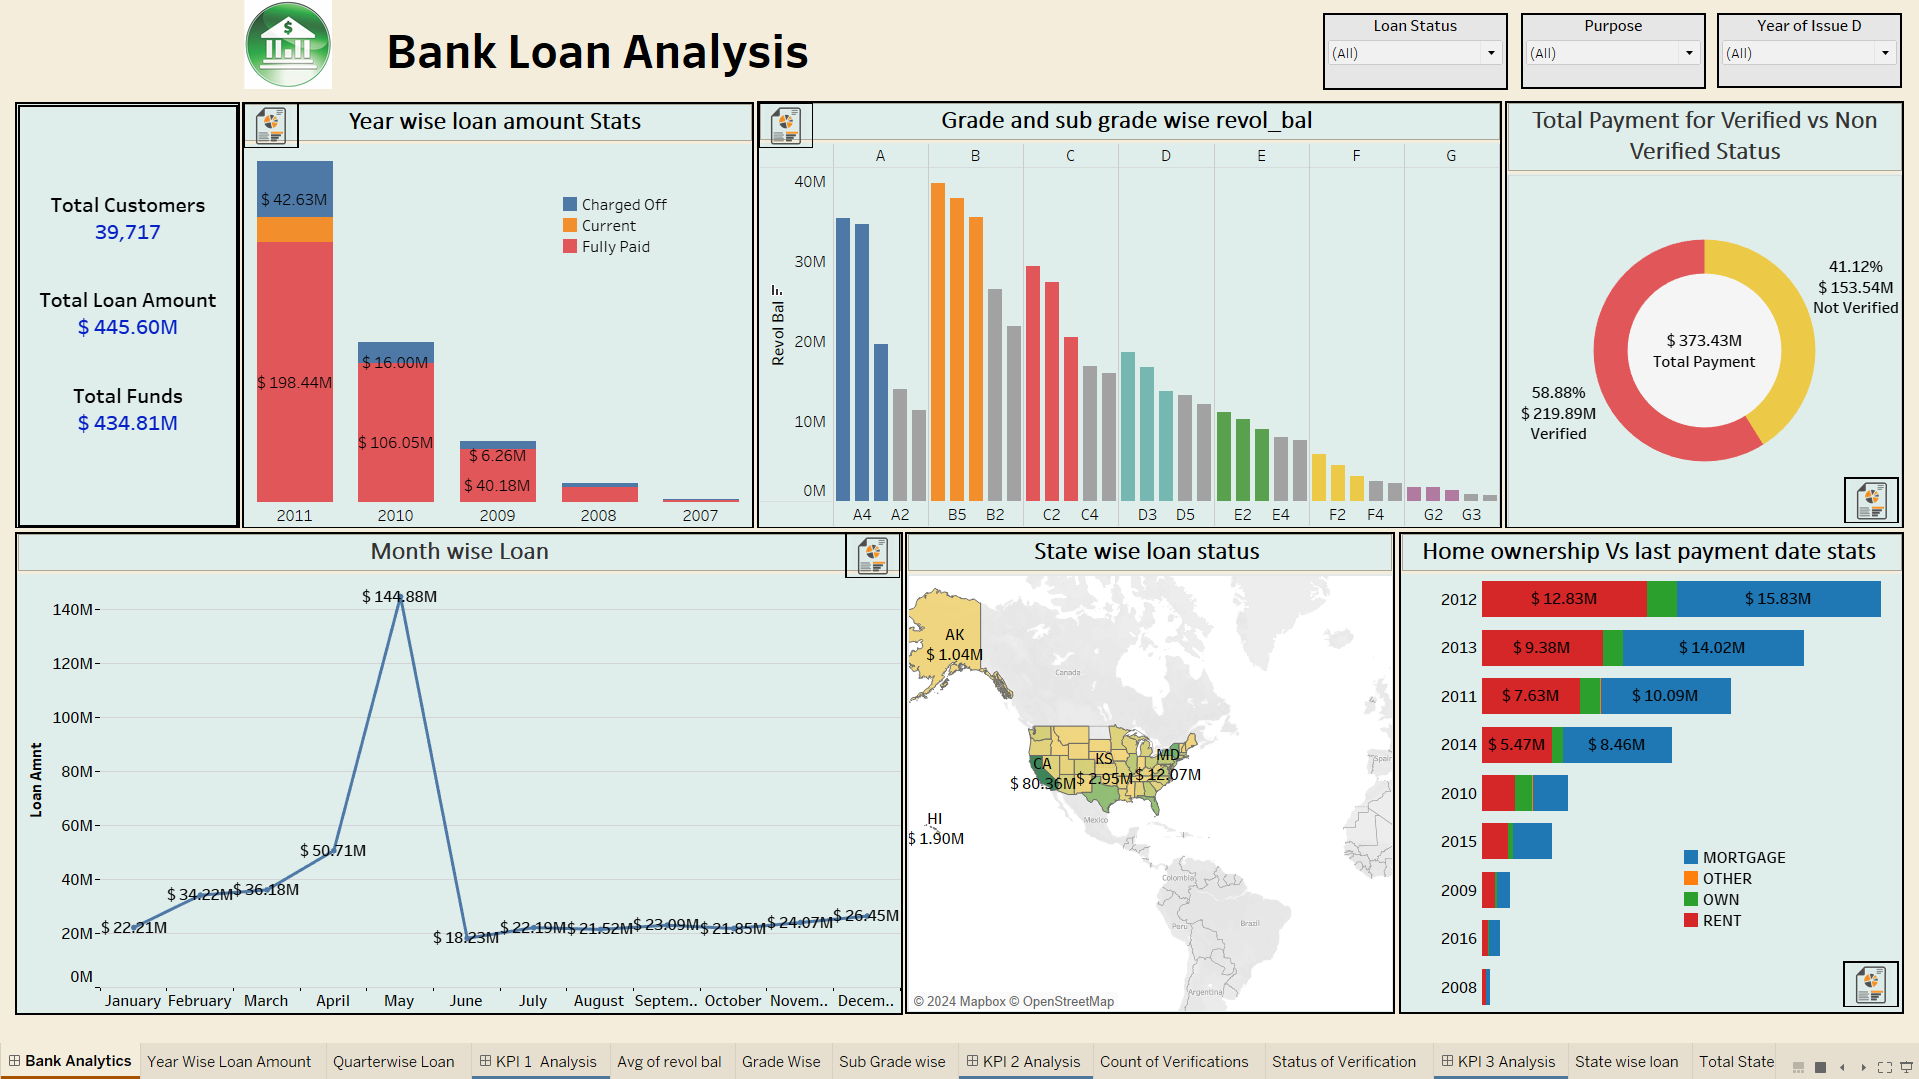 Bank Loan Analysis
Loan Status
(All)
Purpose
(All)
Year of Issue D
(All)
Total Customers
39,717
Total Loan Amount
$ 445.60M
Total Funds
$ 434.81M
Year wise loan amount Stats
$ 42.63M
$ 198.44M
$ 16.00M
$ 106.05M
$ 6.26M
$ 40.18M
Charged Off
Current
Fully Paid
2011 2010 2009 2008 2007
Grade and sub grade wise revol_bal
A B C D E F G
Revol Bal
40M
30M
20M
10M
0M
A4 A2 B5 B2 C2 C4 D3 D5 E2 E4 F2 F4 G2 G3
Total Payment for Verified vs Non
Verified Status
41.12%
$ 153.54M
Not Verified
$ 373.43M
Total Payment
58.88%
$ 219.89M
Verified
Month wise Loan
Loan Amnt
140M
120M
100M
80M
60M
40M
20M
0M
$ 22.21M
$ 34.22M
$ 36.18M
$ 50.71M
$ 144.88M
$ 18.23M
$ 22.19M
$ 21.52M
$ 23.09M
$ 21.85M
$ 24.07M
$ 26.45M
January February March April May June July August Septem.. October Novem.. Decem..
State wise loan status
AK
$ 1.04M
Canada
CA
$ 80.36M
KS
$ 2.95M
MD
$ 12.07M
HI
$ 1.90M
Mexico
Spain
Colombia
Peru
Brazil
Argentina
© 2024 Mapbox © OpenStreetMap
Home ownership Vs last payment date stats
2012 $ 12.83M $ 15.83M
2013 $ 9.38M $ 14.02M
2011 $ 7.63M $ 10.09M
2014 $ 5.47M $ 8.46M
2010
2015
2009
2016
2008
MORTGAGE
OTHER
OWN
RENT
Bank Analytics Year Wise Loan Amount Quarterwise Loan KPI 1 Analysis Avg of revol bal Grade Wise Sub Grade wise KPI 2 Analysis Count of Verifications Status of Verification KPI 3 Analysis State wise loan Total State